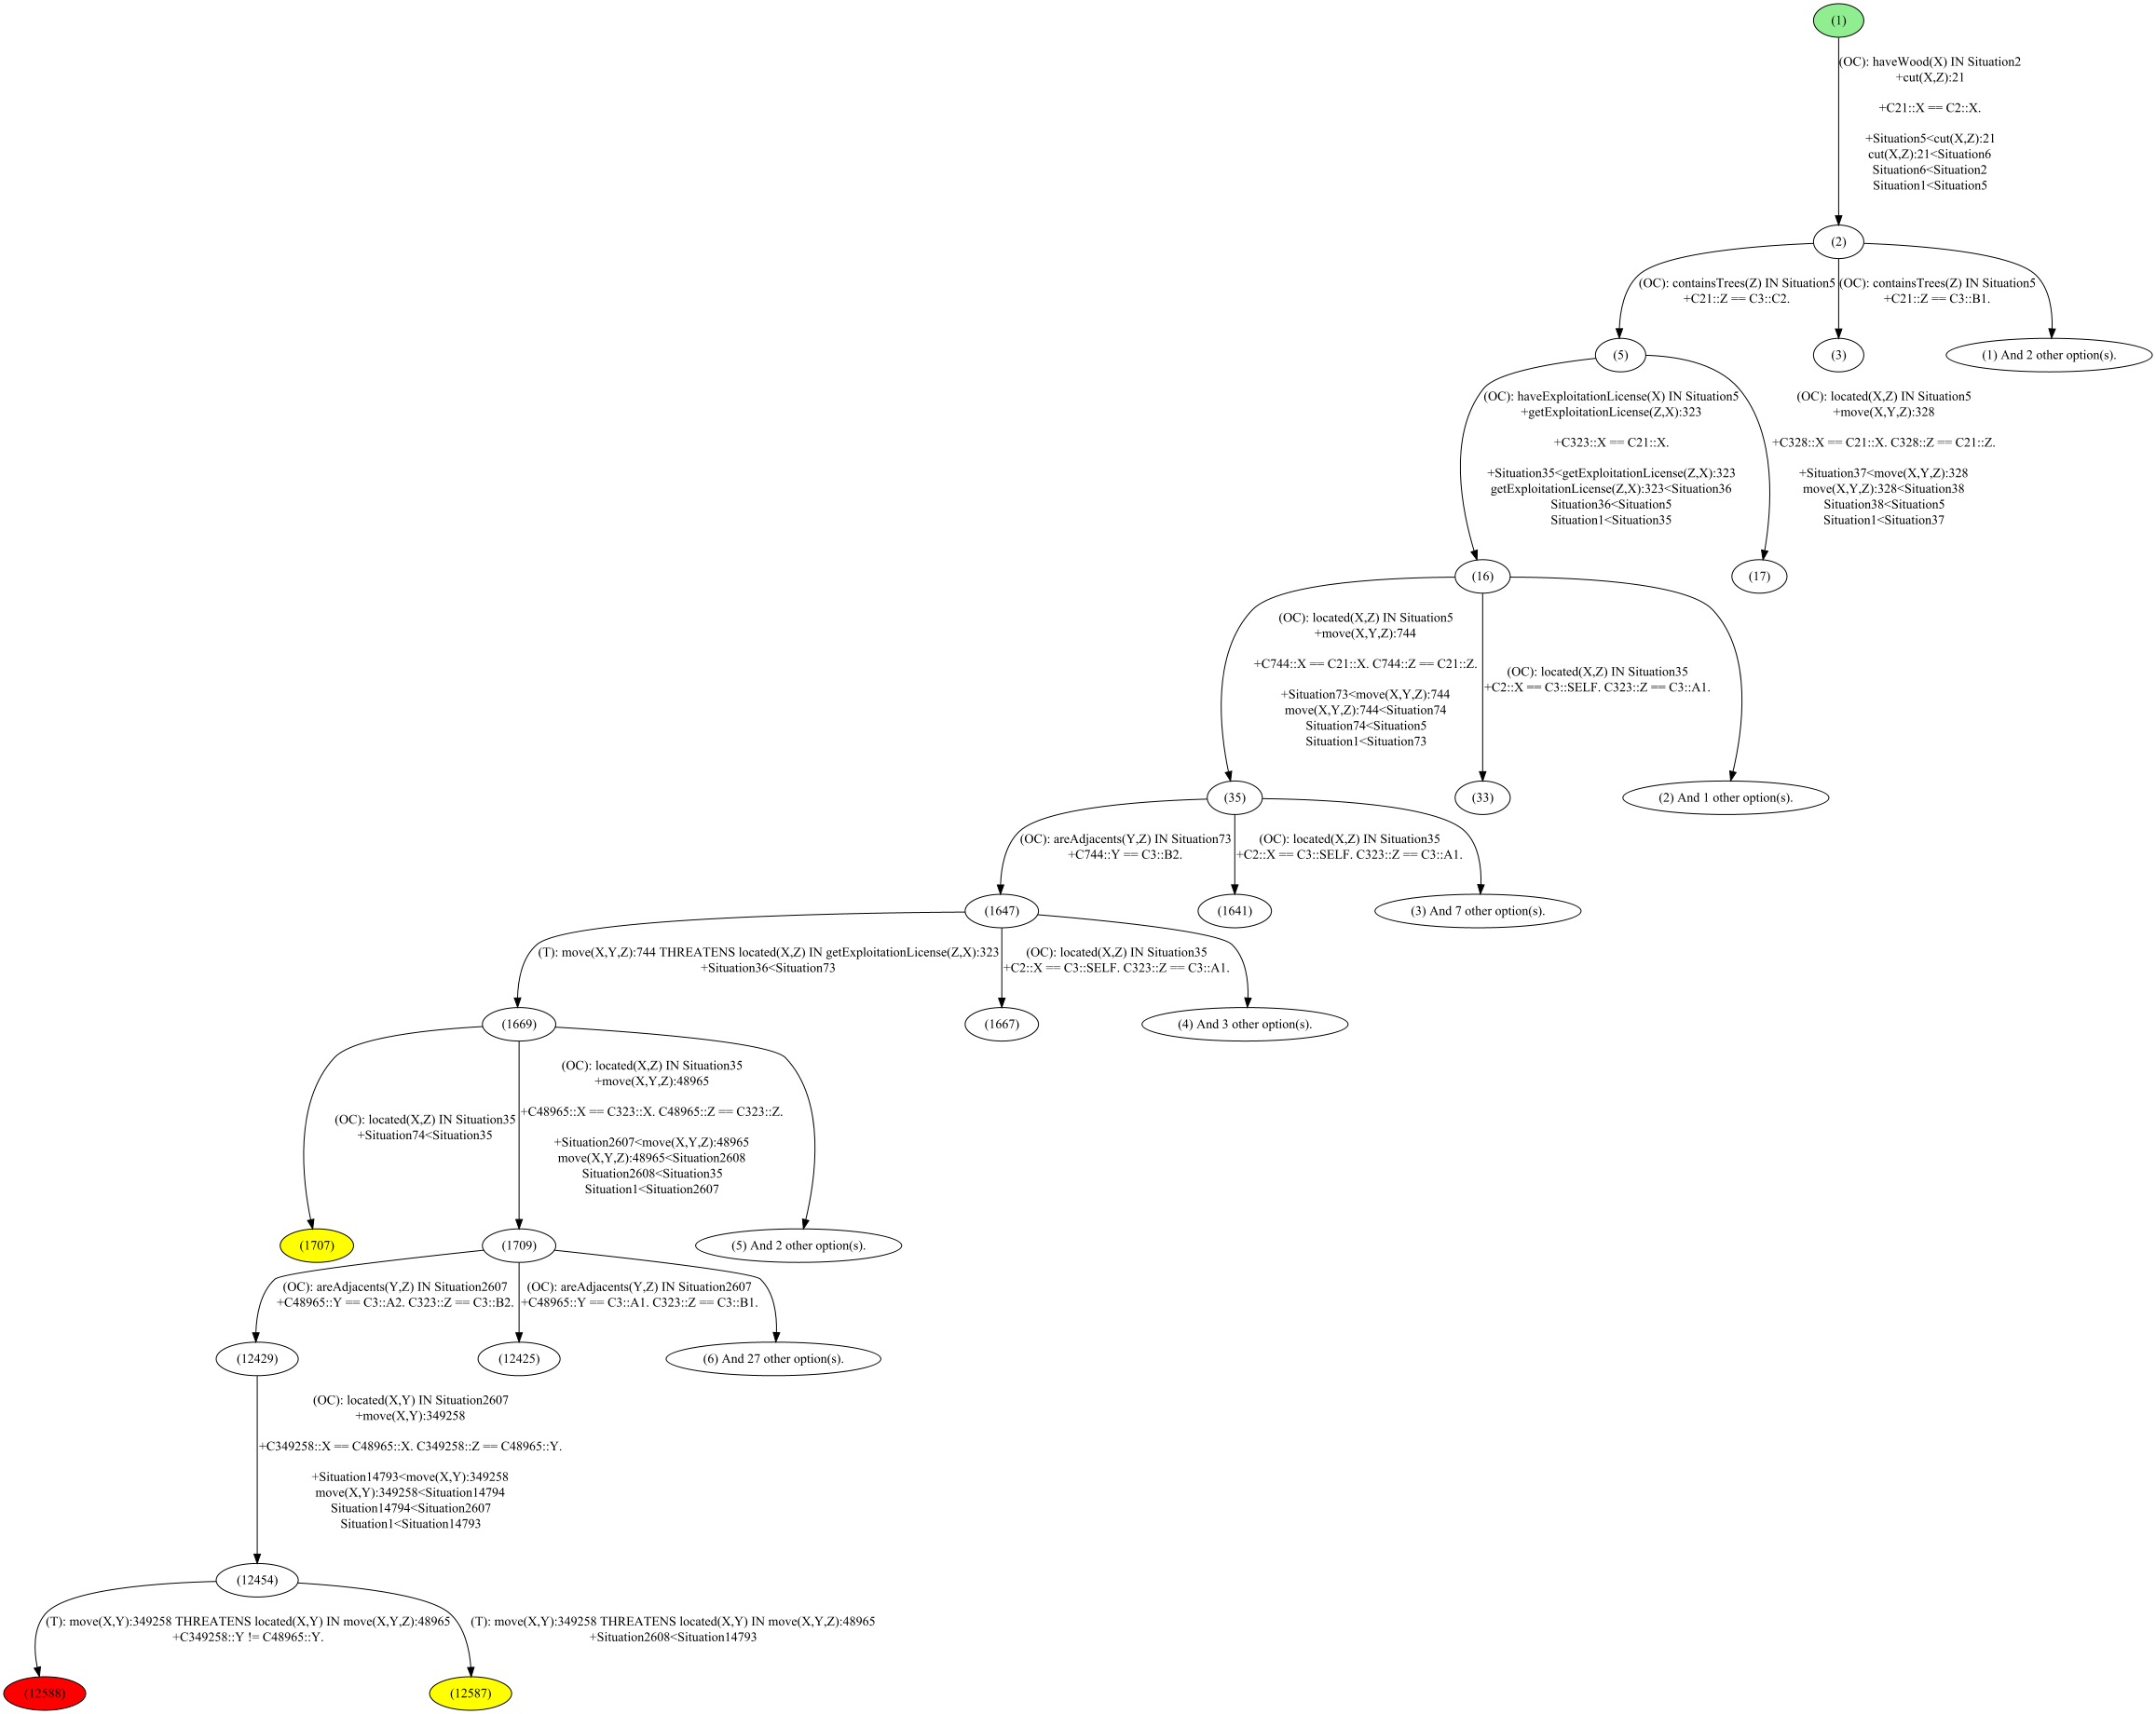 (1)
(OC): haveWood(X) IN Situation2
+cut(X,Z):21
+C21::X == C2::X.
+Situation5<cut(X,Z):21
cut(X,Z):21<Situation6
Situation6<Situation2
Situation1<Situation5
(2)
(OC): containsTrees(Z) IN Situation5
+C21::Z == C3::C2.
(OC): containsTrees(Z) IN Situation5
+C21::Z == C3::B1.
(5)
(3)
(1) And 2 other option(s).
(OC): haveExploitationLicense(X) IN Situation5
+getExploitationLicense(Z,X):323
+C323::X == C21::X.
+Situation35<getExploitationLicense(Z,X):323
getExploitationLicense(Z,X):323<Situation36
Situation36<Situation5
Situation1<Situation35
(OC): located(X,Z) IN Situation5
+move(X,Y,Z):328
+C328::X == C21::X. C328::Z == C21::Z.
+Situation37<move(X,Y,Z):328
move(X,Y,Z):328<Situation38
Situation38<Situation5
Situation1<Situation37
(16)
(17)
(OC): located(X,Z) IN Situation5
+move(X,Y,Z):744
+C744::X == C21::X. C744::Z == C21::Z.
+Situation73<move(X,Y,Z):744
move(X,Y,Z):744<Situation74
Situation74<Situation5
Situation1<Situation73
(OC): located(X,Z) IN Situation35
+C2::X == C3::SELF. C323::Z == C3::A1.
(35)
(33)
(2) And 1 other option(s).
(OC): areAdjacents(Y,Z) IN Situation73
+C744::Y == C3::B2.
(OC): located(X,Z) IN Situation35
+C2::X == C3::SELF. C323::Z == C3::A1.
(1647)
(1641)
(3) And 7 other option(s).
(T): move(X,Y,Z):744 THREATENS located(X,Z) IN getExploitationLicense(Z,X):323
+Situation36<Situation73
(OC): located(X,Z) IN Situation35
+C2::X == C3::SELF. C323::Z == C3::A1.
(1669)
(1667)
(4) And 3 other option(s).
(OC): located(X,Z) IN Situation35
+Situation74<Situation35
(OC): located(X,Z) IN Situation35
+move(X,Y,Z):48965
+C48965::X == C323::X. C48965::Z == C323::Z.
+Situation2607<move(X,Y,Z):48965
move(X,Y,Z):48965<Situation2608
Situation2608<Situation35
Situation1<Situation2607
(1707)
(1709)
(5) And 2 other option(s).
(OC): areAdjacents(Y,Z) IN Situation2607
+C48965::Y == C3::A2. C323::Z == C3::B2.
(OC): areAdjacents(Y,Z) IN Situation2607
+C48965::Y == C3::A1. C323::Z == C3::B1.
(12429)
(12425)
(6) And 27 other option(s).
(OC): located(X,Y) IN Situation2607
+move(X,Y):349258
+C349258::X == C48965::X. C349258::Z == C48965::Y.
+Situation14793<move(X,Y):349258
move(X,Y):349258<Situation14794
Situation14794<Situation2607
Situation1<Situation14793
(12454)
(T): move(X,Y):349258 THREATENS located(X,Y) IN move(X,Y,Z):48965
+C349258::Y != C48965::Y.
(T): move(X,Y):349258 THREATENS located(X,Y) IN move(X,Y,Z):48965
+Situation2608<Situation14793
(12588)
(12587)